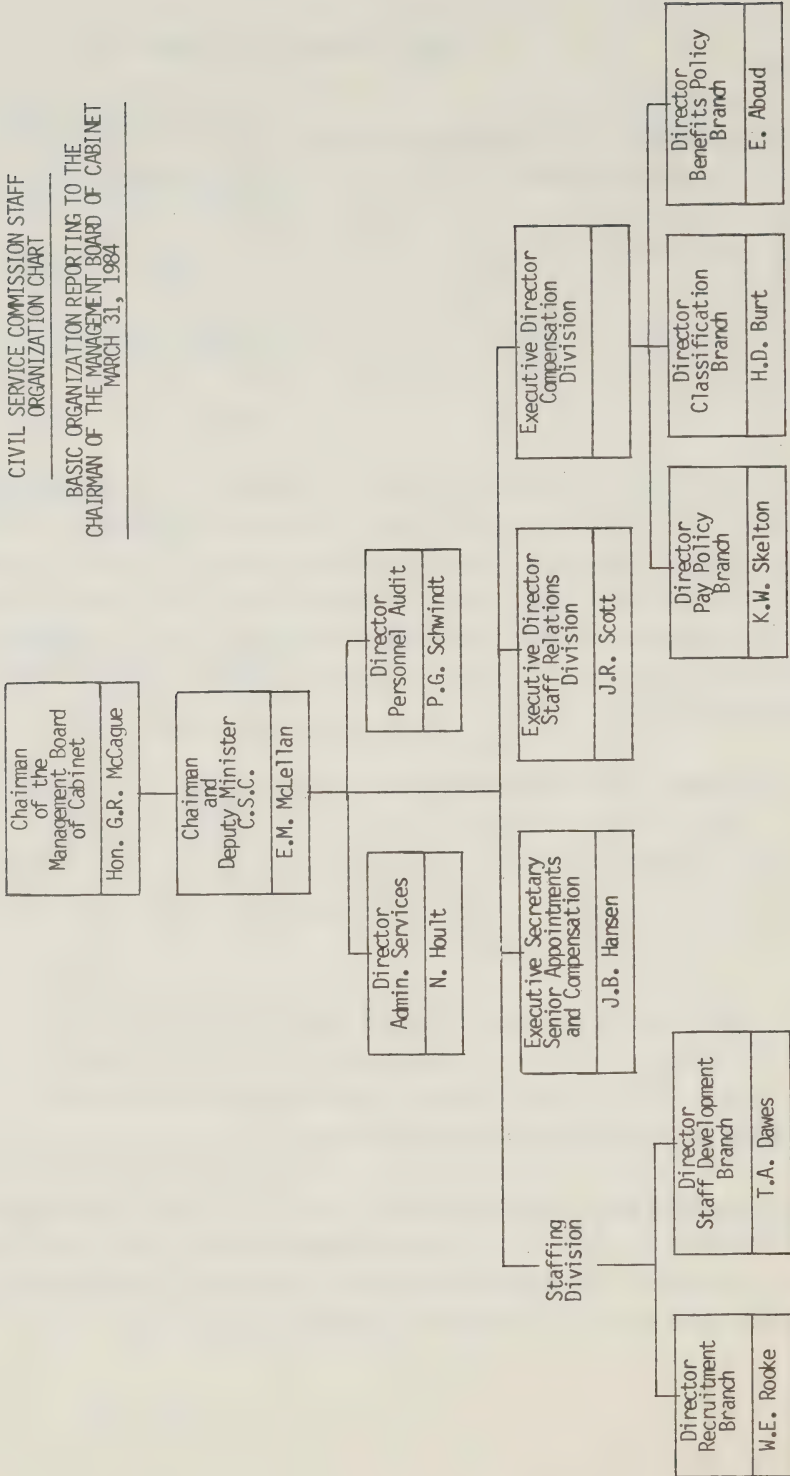 CIVIL SERVICE COMMISSION STAFF
ORGANIZATION CHART
BASIC ORGANIZATION REPORTING TO THE
CHAIRMAN OF THE MANAGEMENT BOARD OF CABINET
MARCH 31, 1984
Chairman
of the
Management Board
of Cabinet
Hon. G.R. McCague
Chairman
and
Deputy Minister
C.S.C.
E.M. McLellan
Director
Admin. Services
N. Hoult
Director
Personnel Audit
P.G. Schwindt
Staffing
Division
Executive Secretary
Senior Appointments
and Compensation
J.B. Hansen
Executive Director
Staff Relations
Division
J.R. Scott
Executive Director
Compensation
Division
Director
Recruitment
Branch
W.E. Rooke
Director
Staff Development
Branch
T.A. Dawes
Director
Pay Policy
Branch
K.W. Skelton
Director
Classification
Branch
H.D. Burt
Director
Benefits Policy
Branch
E. Aboud